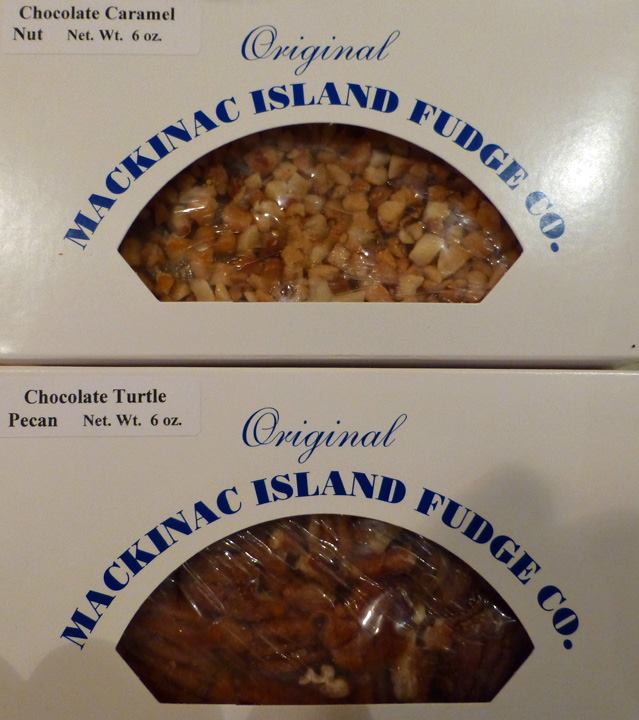 Chocolate Caramel
Nut Net. Wt. 6 oz.
Original
MACKINAC ISLAND FUDGE CO.
Chocolate Turtle
Pecan Net. Wt. 6 oz.
Original
MACKINAC ISLAND FUDGE CO.